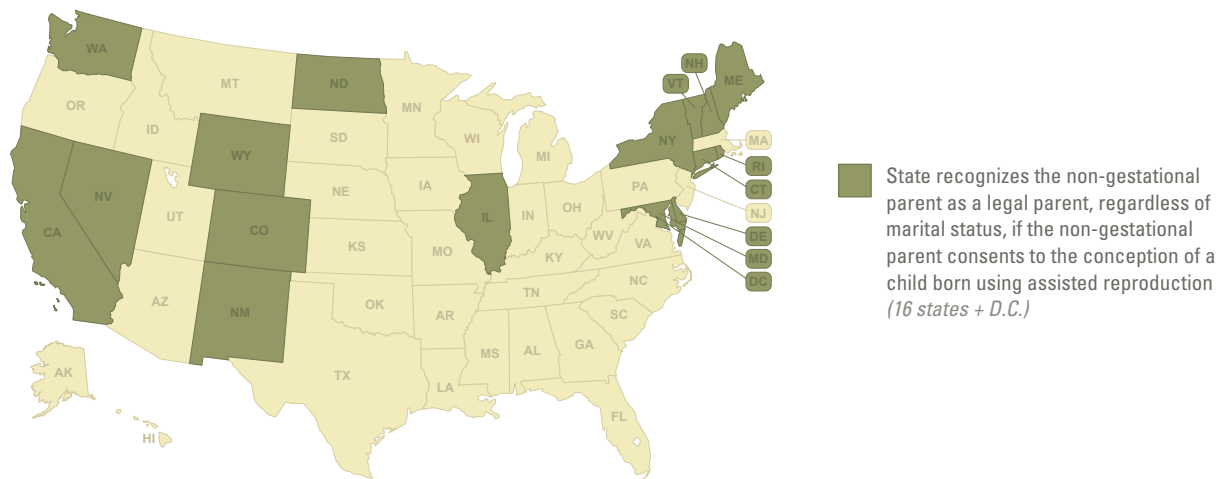 WA
MT
ND
MN
OR
ID
SD
WI
MI
WY
NE
IA
NV
UT
CO
CA
KS
MO
IL
IN
OH
PA
NY
VT
NH
ME
MA
RI
CT
NJ
DE
MD
DC
WV
VA
KY
AZ
NM
OK
AR
TN
NC
SC
TX
LA
MS
AL
GA
FL
AK
HI
State recognizes the non-gestational
parent as a legal parent, regardless of
marital status, if the non-gestational
parent consents to the conception of a
child born using assisted reproduction
(16 states + D.C.)